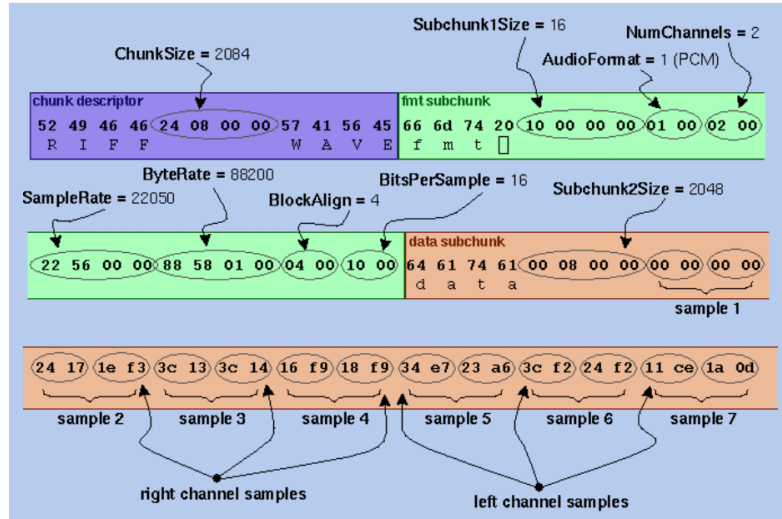 Subchunk1Size = 16
NumChannels = 2
ChunkSize = 2084
AudioFormat = 1 (PCM)
chunk descriptor
fmt subchunk
52 49 46 46 24 08 00 00 57 41 56 45 66 6d 74 20 10 00 00 00 01 00 02 00
R I F F W A V E f m t
ByteRate = 88200
BitsPerSample = 16
SampleRate = 22050
BlockAlign = 4
Subchunk2Size = 2048
data subchunk
22 56 00 00 88 58 01 00 04 00 10 00 64 61 74 61 00 08 00 00 00 00 00 00
d a t a
sample 1
24 17 1e f3 3c 13 3c 14 16 f9 18 f9 34 e7 23 a6 3c f2 24 f2 11 ce 1a 0d
sample 2 sample 3 sample 4 sample 5 sample 6 sample 7
right channel samples
left channel samples